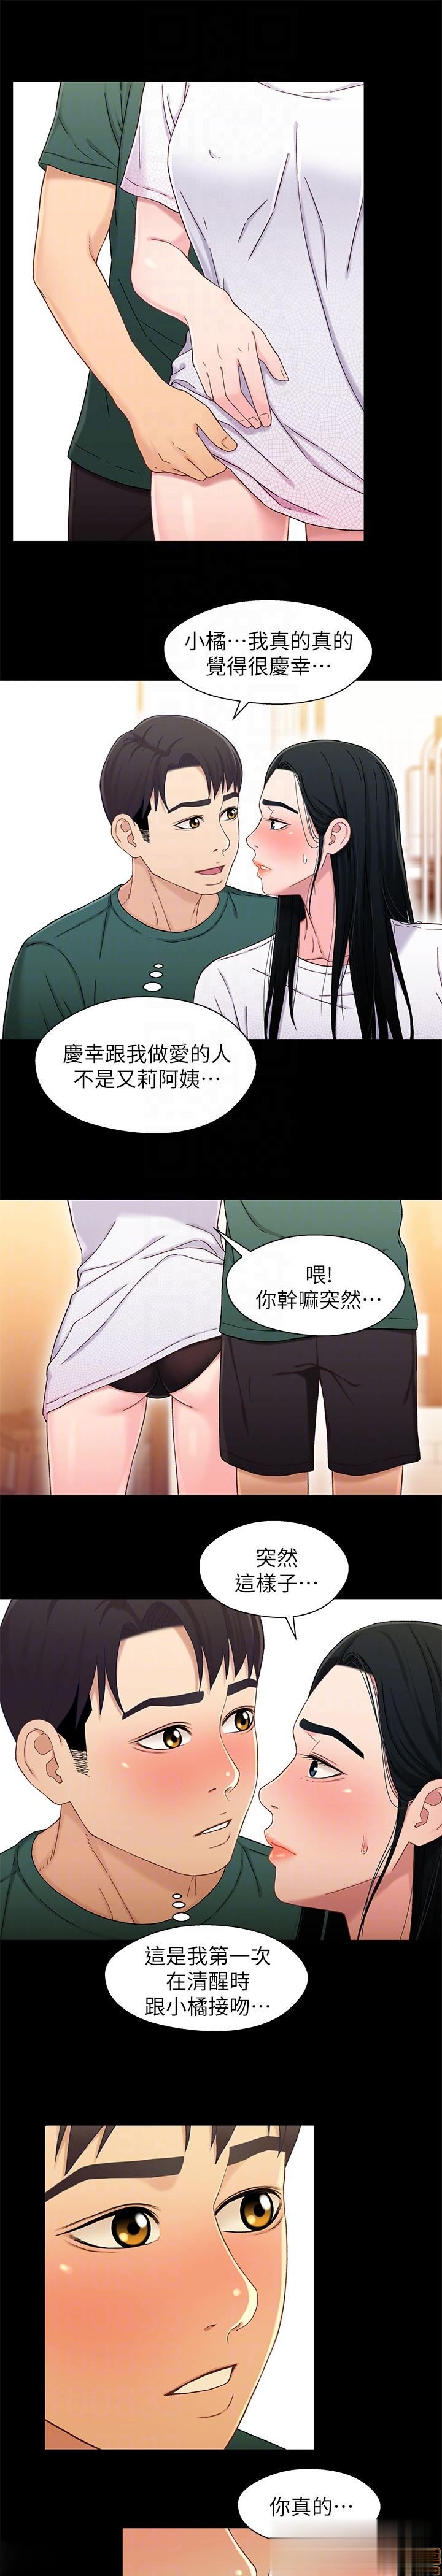 小橘…我真的真的
覺得很慶幸…
慶幸跟我做愛的人
不是又莉阿姨…
喂!
你幹嘛突然…
突然
這樣子…
這是我第一次
在清醒時
跟小橘接吻…
你真的…